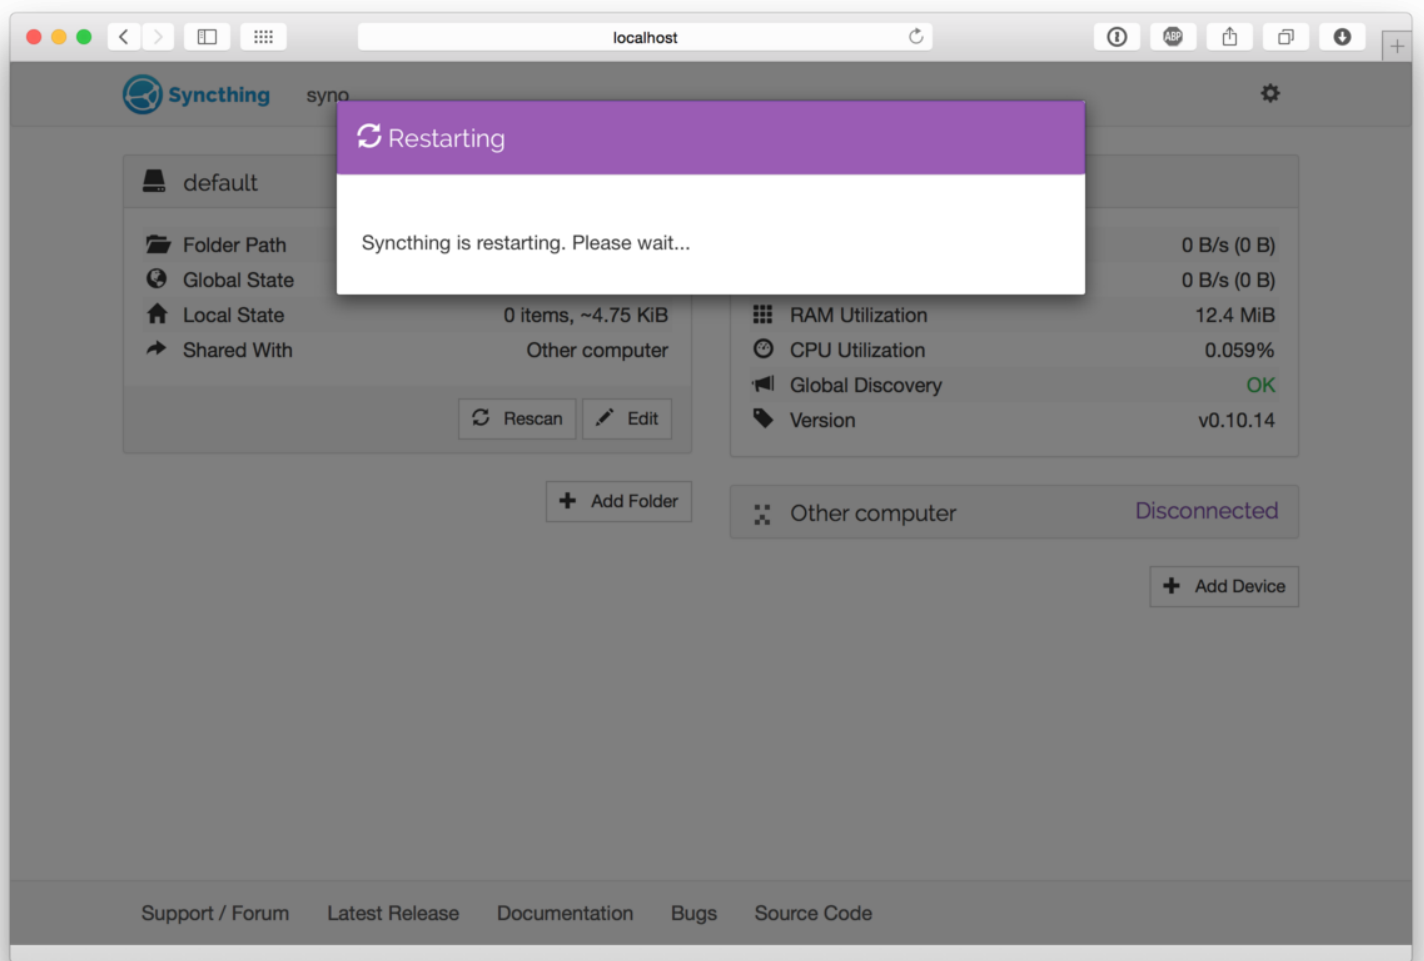 localhost
ABP
Syncthing syno
Restarting
Syncthing is restarting. Please wait...
default
Folder Path
Global State
Local State 0 items, ~4.75 KiB
Shared With Other computer
Rescan Edit
Add Folder
0 B/s (0 B)
0 B/s (0 B)
RAM Utilization 12.4 MiB
CPU Utilization 0.059%
Global Discovery OK
Version v0.10.14
Other computer Disconnected
Add Device
Support / Forum Latest Release Documentation Bugs Source Code